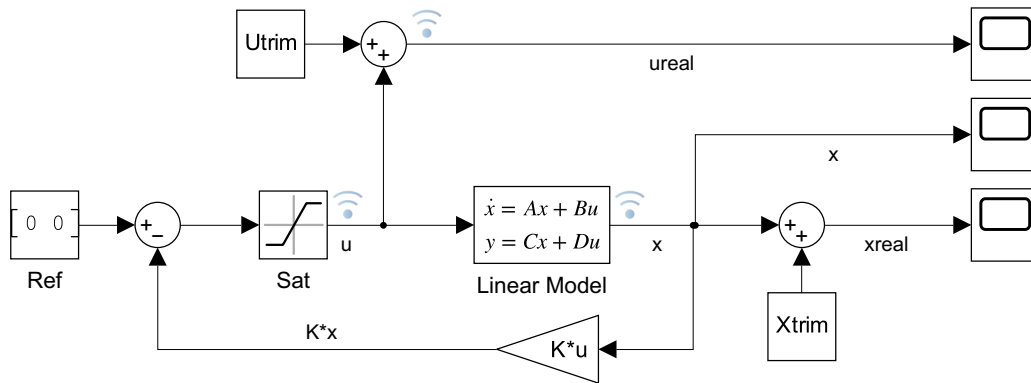 Utrim
+
+
ureal
x
[0 0]
+
−
u
ẋ = Ax + Bu
y = Cx + Du
x
+
+
xreal
Ref
Sat
Linear Model
Xtrim
K*x
K*u